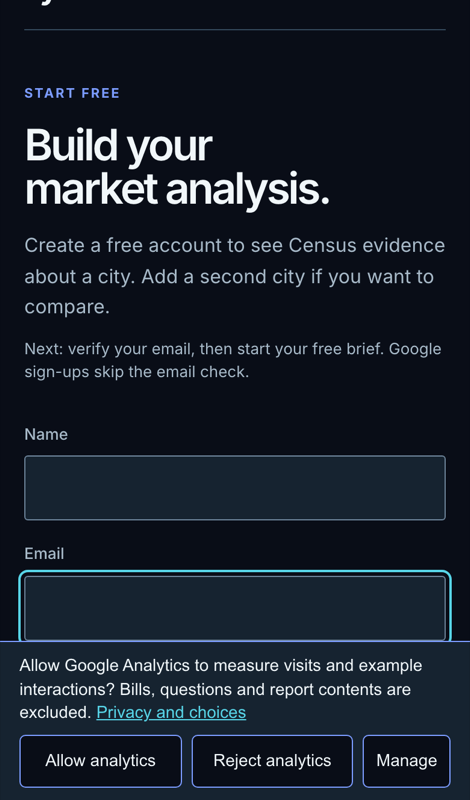 START FREE
Build your
market analysis.
Create a free account to see Census evidence
about a city. Add a second city if you want to
compare.
Next: verify your email, then start your free brief. Google
sign-ups skip the email check.
Name
Email
Allow Google Analytics to measure visits and example
interactions? Bills, questions and report contents are
excluded. Privacy and choices
Allow analytics
Reject analytics
Manage